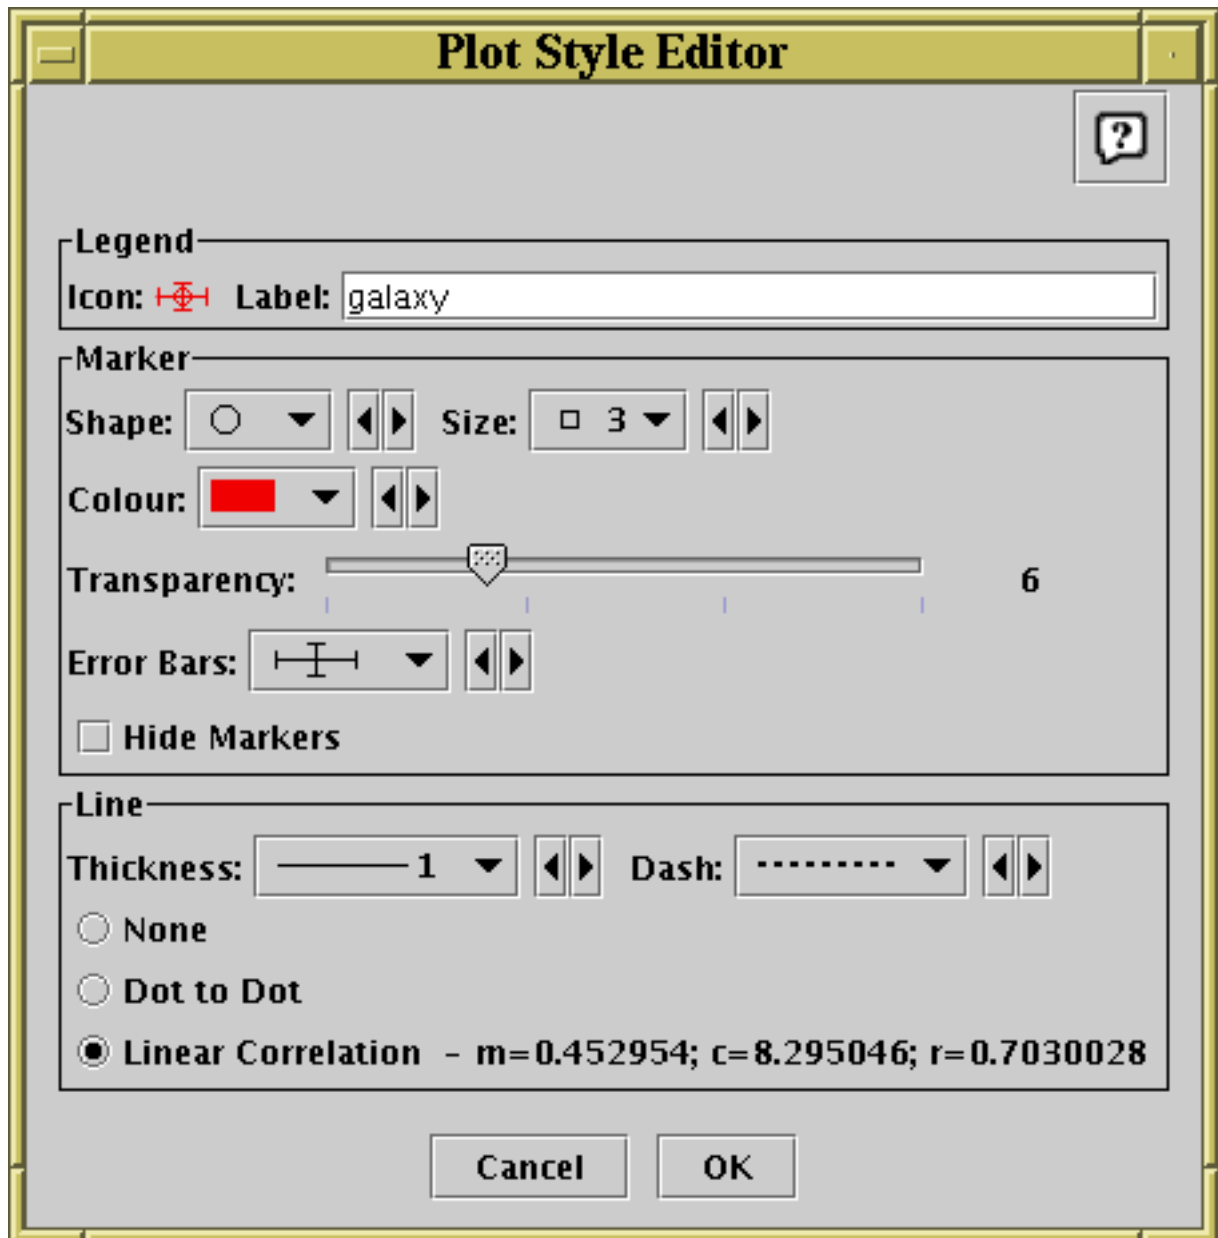 Plot Style Editor
?
Legend
Icon: Label: galaxy
Marker
Shape: Size: 3
Colour:
Transparency: 6
Error Bars:
Hide Markers
Line
Thickness: 1 Dash:
None
Dot to Dot
Linear Correlation - m=0.452954; c=8.295046; r=0.7030028
Cancel OK